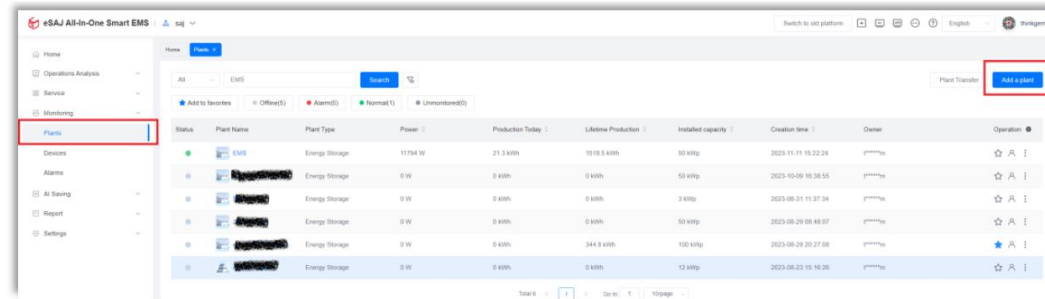 eSAJ All-In-One Smart EMS saj Switch to old platform English thinkgem
Home
Operations Analysis
Service
Monitoring
Plants
Devices
Alarms
AI Saving
Report
Settings
Home Plants
All EMS Search Plant Transfer Add a plant
Add to favorites Offline(5) Alarm(0) Normal(1) Unmonitored(0)
Status Plant Name Plant Type Power Production Today Lifetime Production Installed capacity Creation time Owner Operation
EMS Energy Storage 11794 W 21.3 kWh 1518.5 kWh 50 kWp 2023-11-11 15:22:24 t******m
Energy Storage 0 W 0 kWh 0 kWh 50 kWp 2023-10-09 16:38:55 t******m
Energy Storage 0 W 0 kWh 0 kWh 3 kWp 2023-08-31 11:37:34 t******m
Energy Storage 0 W 0 kWh 0 kWh 50 kWp 2023-08-29 08:48:07 t******m
Energy Storage 0 W 0 kWh 344.8 kWh 100 kWp 2023-08-28 20:27:08 t******m
Energy Storage 0 W 0 kWh 0 kWh 12 kWp 2023-08-23 15:16:26 t******m
Total 6 1 Go to 1 10/page